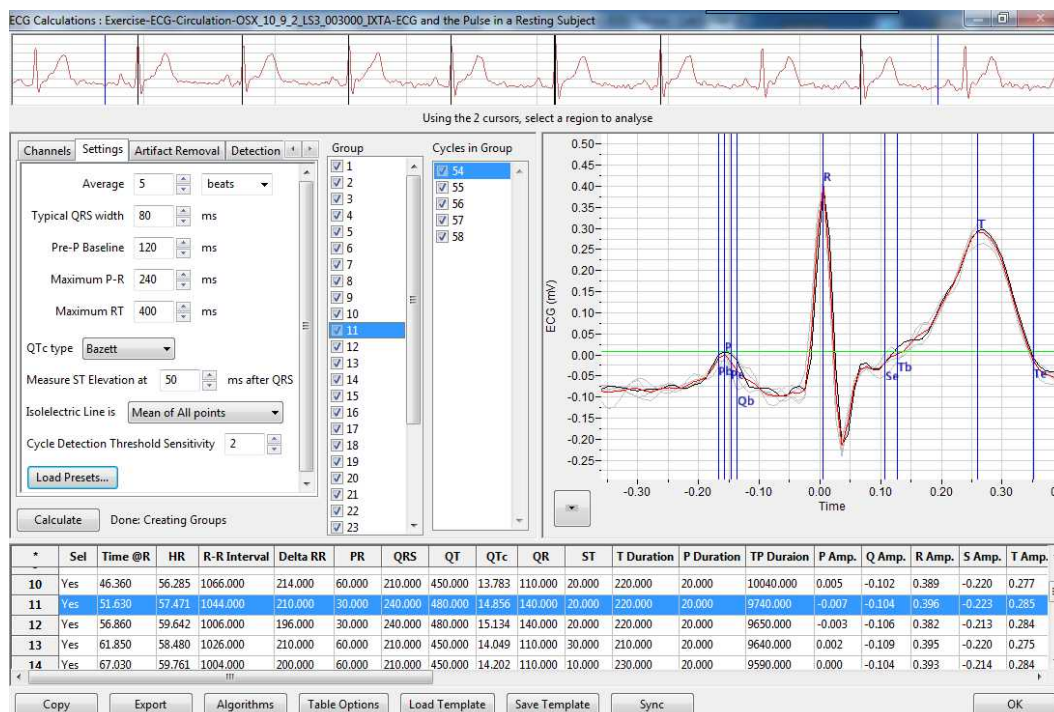 ECG Calculations : Exercise-ECG-Circulation-OSX_10_9_2_LS3_003000_IXTA-ECG and the Pulse in a Resting Subject
Using the 2 cursors, select a region to analyse
Channels Settings Artifact Removal Detection
Average 5 beats
Typical QRS width 80 ms
Pre-P Baseline 120 ms
Maximum P-R 240 ms
Maximum RT 400 ms
QTc type Bazett
Measure ST Elevation at 50 ms after QRS
Isolelectric Line is Mean of All points
Cycle Detection Threshold Sensitivity 2
Load Presets...
Calculate Done: Creating Groups
Group
1
2
3
4
5
6
7
8
9
10
11
12
13
14
15
16
17
18
19
20
21
22
23
Cycles in Group
54
55
56
57
58
ECG (mV)
0.50
0.40
0.35
0.30
0.25
0.20
0.15
0.10
0.05
0.00
-0.05
-0.10
-0.15
-0.20
-0.25
R
T
P
Pb Pe
Qb
Se
Tb
Te
-0.30 -0.20 -0.10 0.00 0.10 0.20 0.30
Time
* Sel Time @R HR R-R Interval Delta RR PR QRS QT QTc QR ST T Duration P Duration TP Duraion P Amp. Q Amp. R Amp. S Amp. T Amp.
10 Yes 46.360 56.285 1066.000 214.000 60.000 210.000 450.000 13.783 110.000 20.000 220.000 20.000 10040.000 0.005 -0.102 0.389 -0.220 0.277
11 Yes 51.630 57.471 1044.000 210.000 30.000 240.000 480.000 14.856 140.000 20.000 220.000 20.000 9740.000 -0.007 -0.104 0.396 -0.223 0.285
12 Yes 56.860 59.642 1006.000 196.000 30.000 240.000 480.000 15.134 140.000 20.000 220.000 20.000 9650.000 -0.003 -0.106 0.382 -0.213 0.284
13 Yes 61.850 58.480 1026.000 210.000 60.000 210.000 450.000 14.049 110.000 30.000 210.000 20.000 9640.000 0.002 -0.109 0.395 -0.220 0.275
14 Yes 67.030 59.761 1004.000 200.000 60.000 210.000 450.000 14.202 110.000 10.000 230.000 20.000 9590.000 0.000 -0.104 0.393 -0.214 0.284
Copy Export Algorithms Table Options Load Template Save Template Sync OK